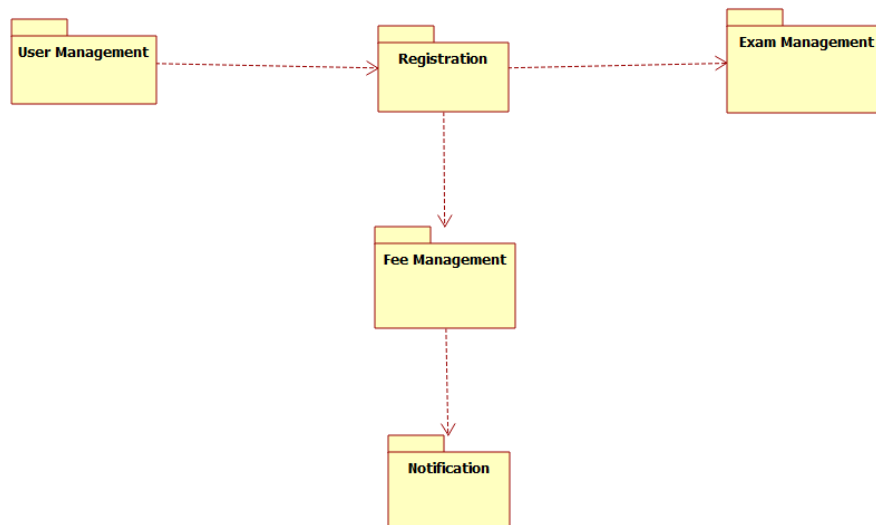 User Management
Registration
Exam Management
Fee Management
Notification